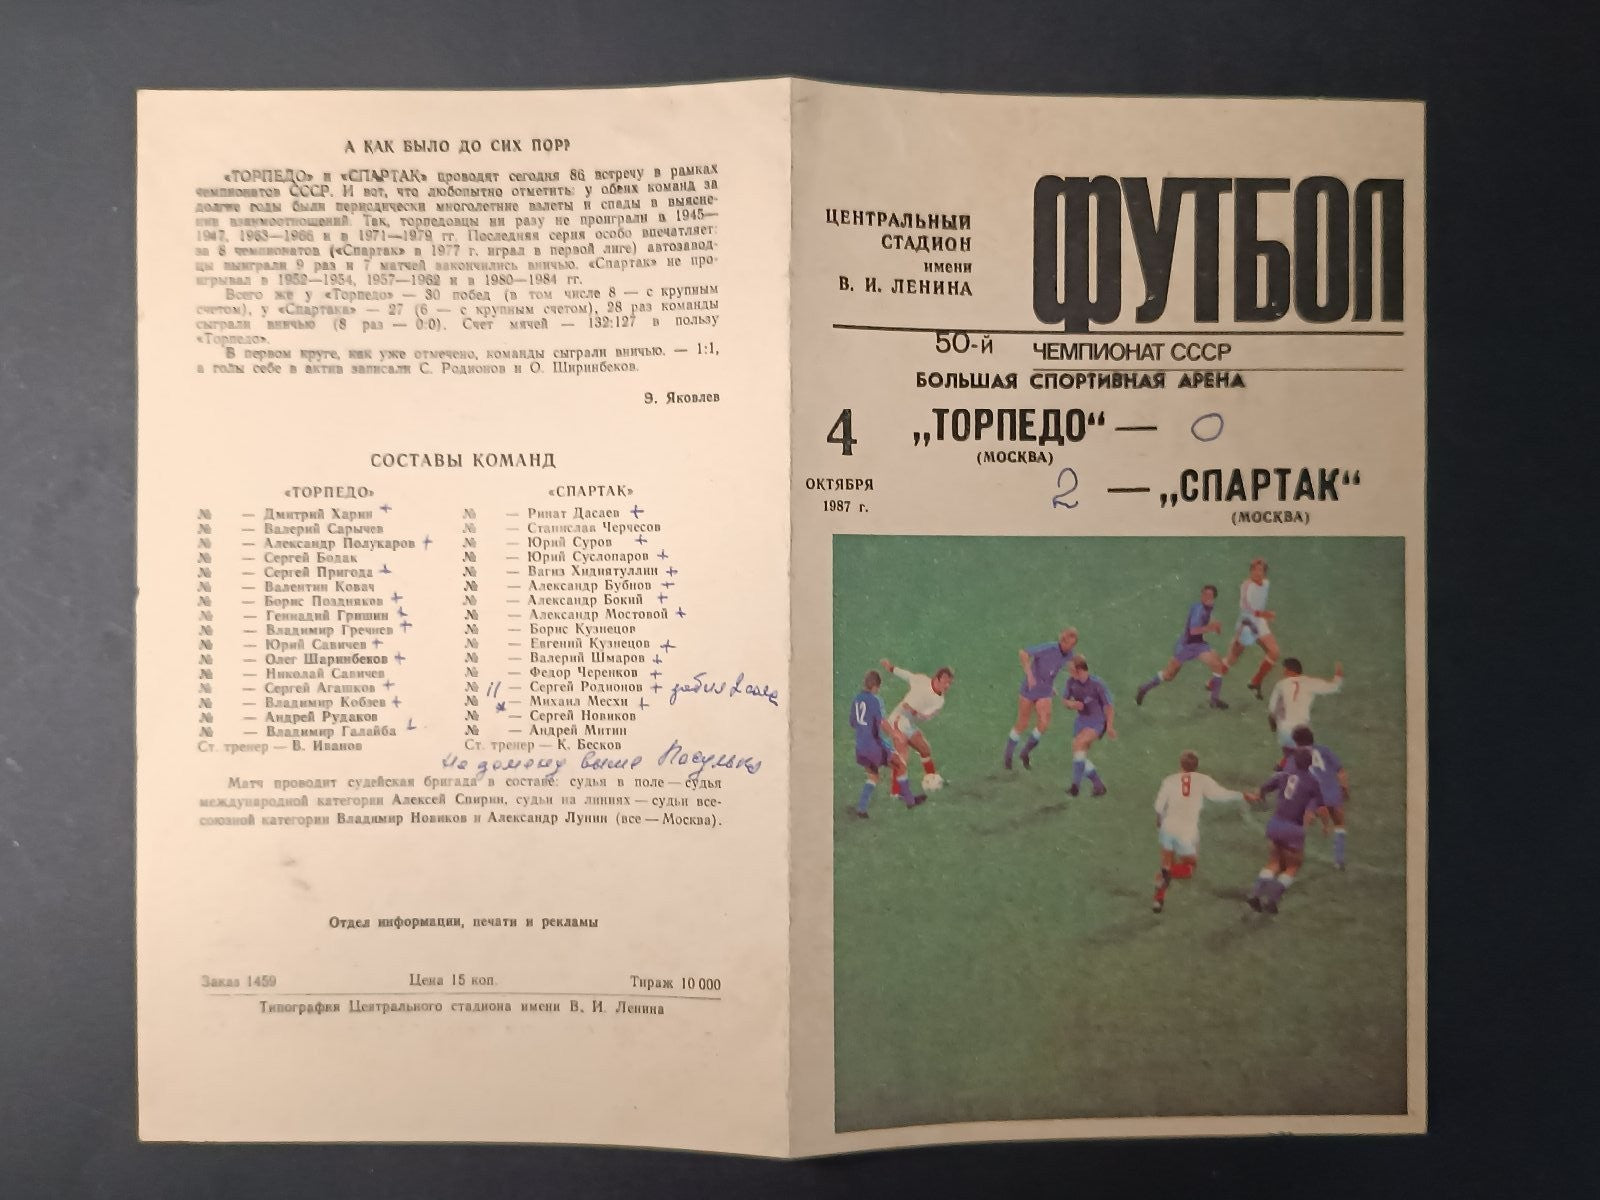 А КАК БЫЛО ДО СИХ ПОР?
«ТОРПЕДО» и «СПАРТАК» проводят сегодня 86 встречу в рамках
чемпионатов СССР. И вот, что любопытно отметить: у обеих команд за
долгие годы были периодически многолетние взлеты и спады в выясне-
нии взаимоотношений. Так, торпедовцы ни разу не проиграли в 1945—
1947, 1963—1966 и в 1971—1979 гг. Последняя серия особо впечатляет:
за 8 чемпионатов («Спартак» в 1977 г. играл в первой лиге) автозавод-
цы выиграли 9 раз и 7 матчей закончились вничью. «Спартак» не про-
игрывал в 1952—1954, 1957—1962 и в 1980—1984 гг.
Всего же у «Торпедо» — 30 побед (в том числе 8 — с крупным
счетом), у «Спартака» — 27 (6 — с крупным счетом), 28 раз команды
сыграли вничью (8 раз — 0:0). Счет мячей — 132:127 в пользу
«Торпедо».
В первом круге, как уже отмечено, команды сыграли вничью. — 1:1,
а голы себе в актив записали С. Родионов и О. Ширинбеков.
Э. Яковлев
СОСТАВЫ КОМАНД
«ТОРПЕДО»
№ — Дмитрий Харин +
№ — Валерий Сарычев
№ — Александр Полукаров +
№ — Сергей Бодак
№ — Сергей Пригода +
№ — Валентин Ковач
№ — Борис Поздняков +
№ — Геннадий Гришин +
№ — Владимир Гречнев +
№ — Юрий Савичев +
№ — Олег Ширинбеков +
№ — Николай Савичев
№ — Сергей Агашков +
№ — Владимир Кобзев +
№ — Андрей Рудаков
№ — Владимир Галайба +
Ст. тренер — В. Иванов
«СПАРТАК»
№ — Ринат Дасаев +
№ — Станислав Черчесов
№ — Юрий Суров +
№ — Юрий Суслопаров +
№ — Вагиз Хидиятуллин +
№ — Александр Бубнов +
№ — Александр Бокий +
№ — Александр Мостовой +
№ — Борис Кузнецов
№ — Евгений Кузнецов +
№ — Валерий Шмаров +
№ — Федор Черенков +
№ 11 — Сергей Родионов + забил 2 гола
№ — Михаил Месхи +
№ — Сергей Новиков
№ — Андрей Митин
Ст. тренер — К. Бесков
На замену вышел Пасулько
Матч проводит судейская бригада в составе: судья в поле — судья
международной категории Алексей Спирин, судьи на линиях — судьи все-
союзной категории Владимир Новиков и Александр Лунин (все — Москва).
Отдел информации, печати и рекламы
Заказ 1459 Цена 15 коп. Тираж 10 000
Типография Центрального стадиона имени В. И. Ленина
ФУТБОЛ
ЦЕНТРАЛЬНЫЙ
СТАДИОН
имени
В. И. ЛЕНИНА
50-й ЧЕМПИОНАТ СССР
БОЛЬШАЯ СПОРТИВНАЯ АРЕНА
4
ОКТЯБРЯ
1987 г.
„ТОРПЕДО“ — 0
(МОСКВА)
2 — „СПАРТАК“
(МОСКВА)
12
7
8
4
8